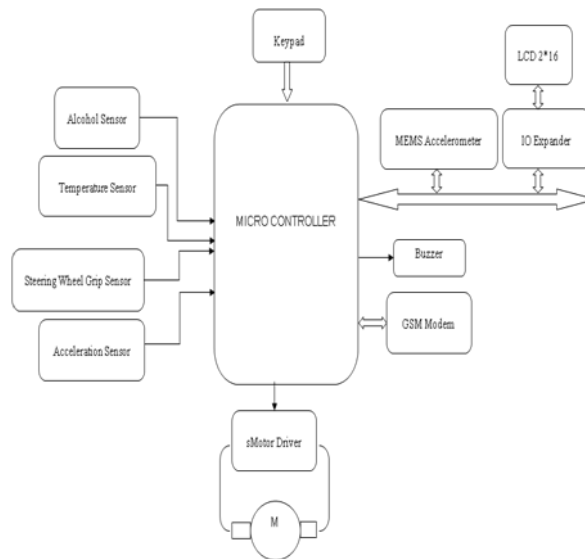 Keypad
LCD 2*16
Alcohol Sensor
MEMS Accelerometer
IO Expander
Temperature Sensor
MICRO CONTROLLER
Buzzer
Steering Wheel Grip Sensor
GSM Modem
Acceleration Sensor
sMotor Driver
M